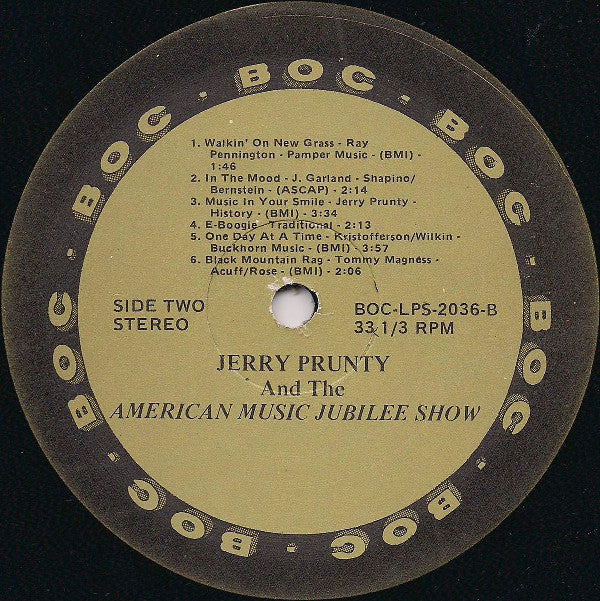 BOC · BOC · BOC · BOC · BOC · BOC · BOC · BOC · BOC · BOC ·
1. Walkin' On New Grass - Ray
Pennington - Pamper Music - (BMI) -
1:46
2. In The Mood - J. Garland - Shapino/
Bernstein - (ASCAP) - 2:14
3. Music In Your Smile - Jerry Prunty -
History - (BMI) - 3:34
4. E-Boogie - Traditional - 2:13
5. One Day At A Time - Kristofferson/Wilkin -
Buckhorn Music - (BMI) - 3:57
6. Black Mountain Rag - Tommy Magness -
Acuff/Rose - (BMI) - 2:06
SIDE TWO
STEREO
BOC-LPS-2036-B
33 1/3 RPM
JERRY PRUNTY
And The
AMERICAN MUSIC JUBILEE SHOW